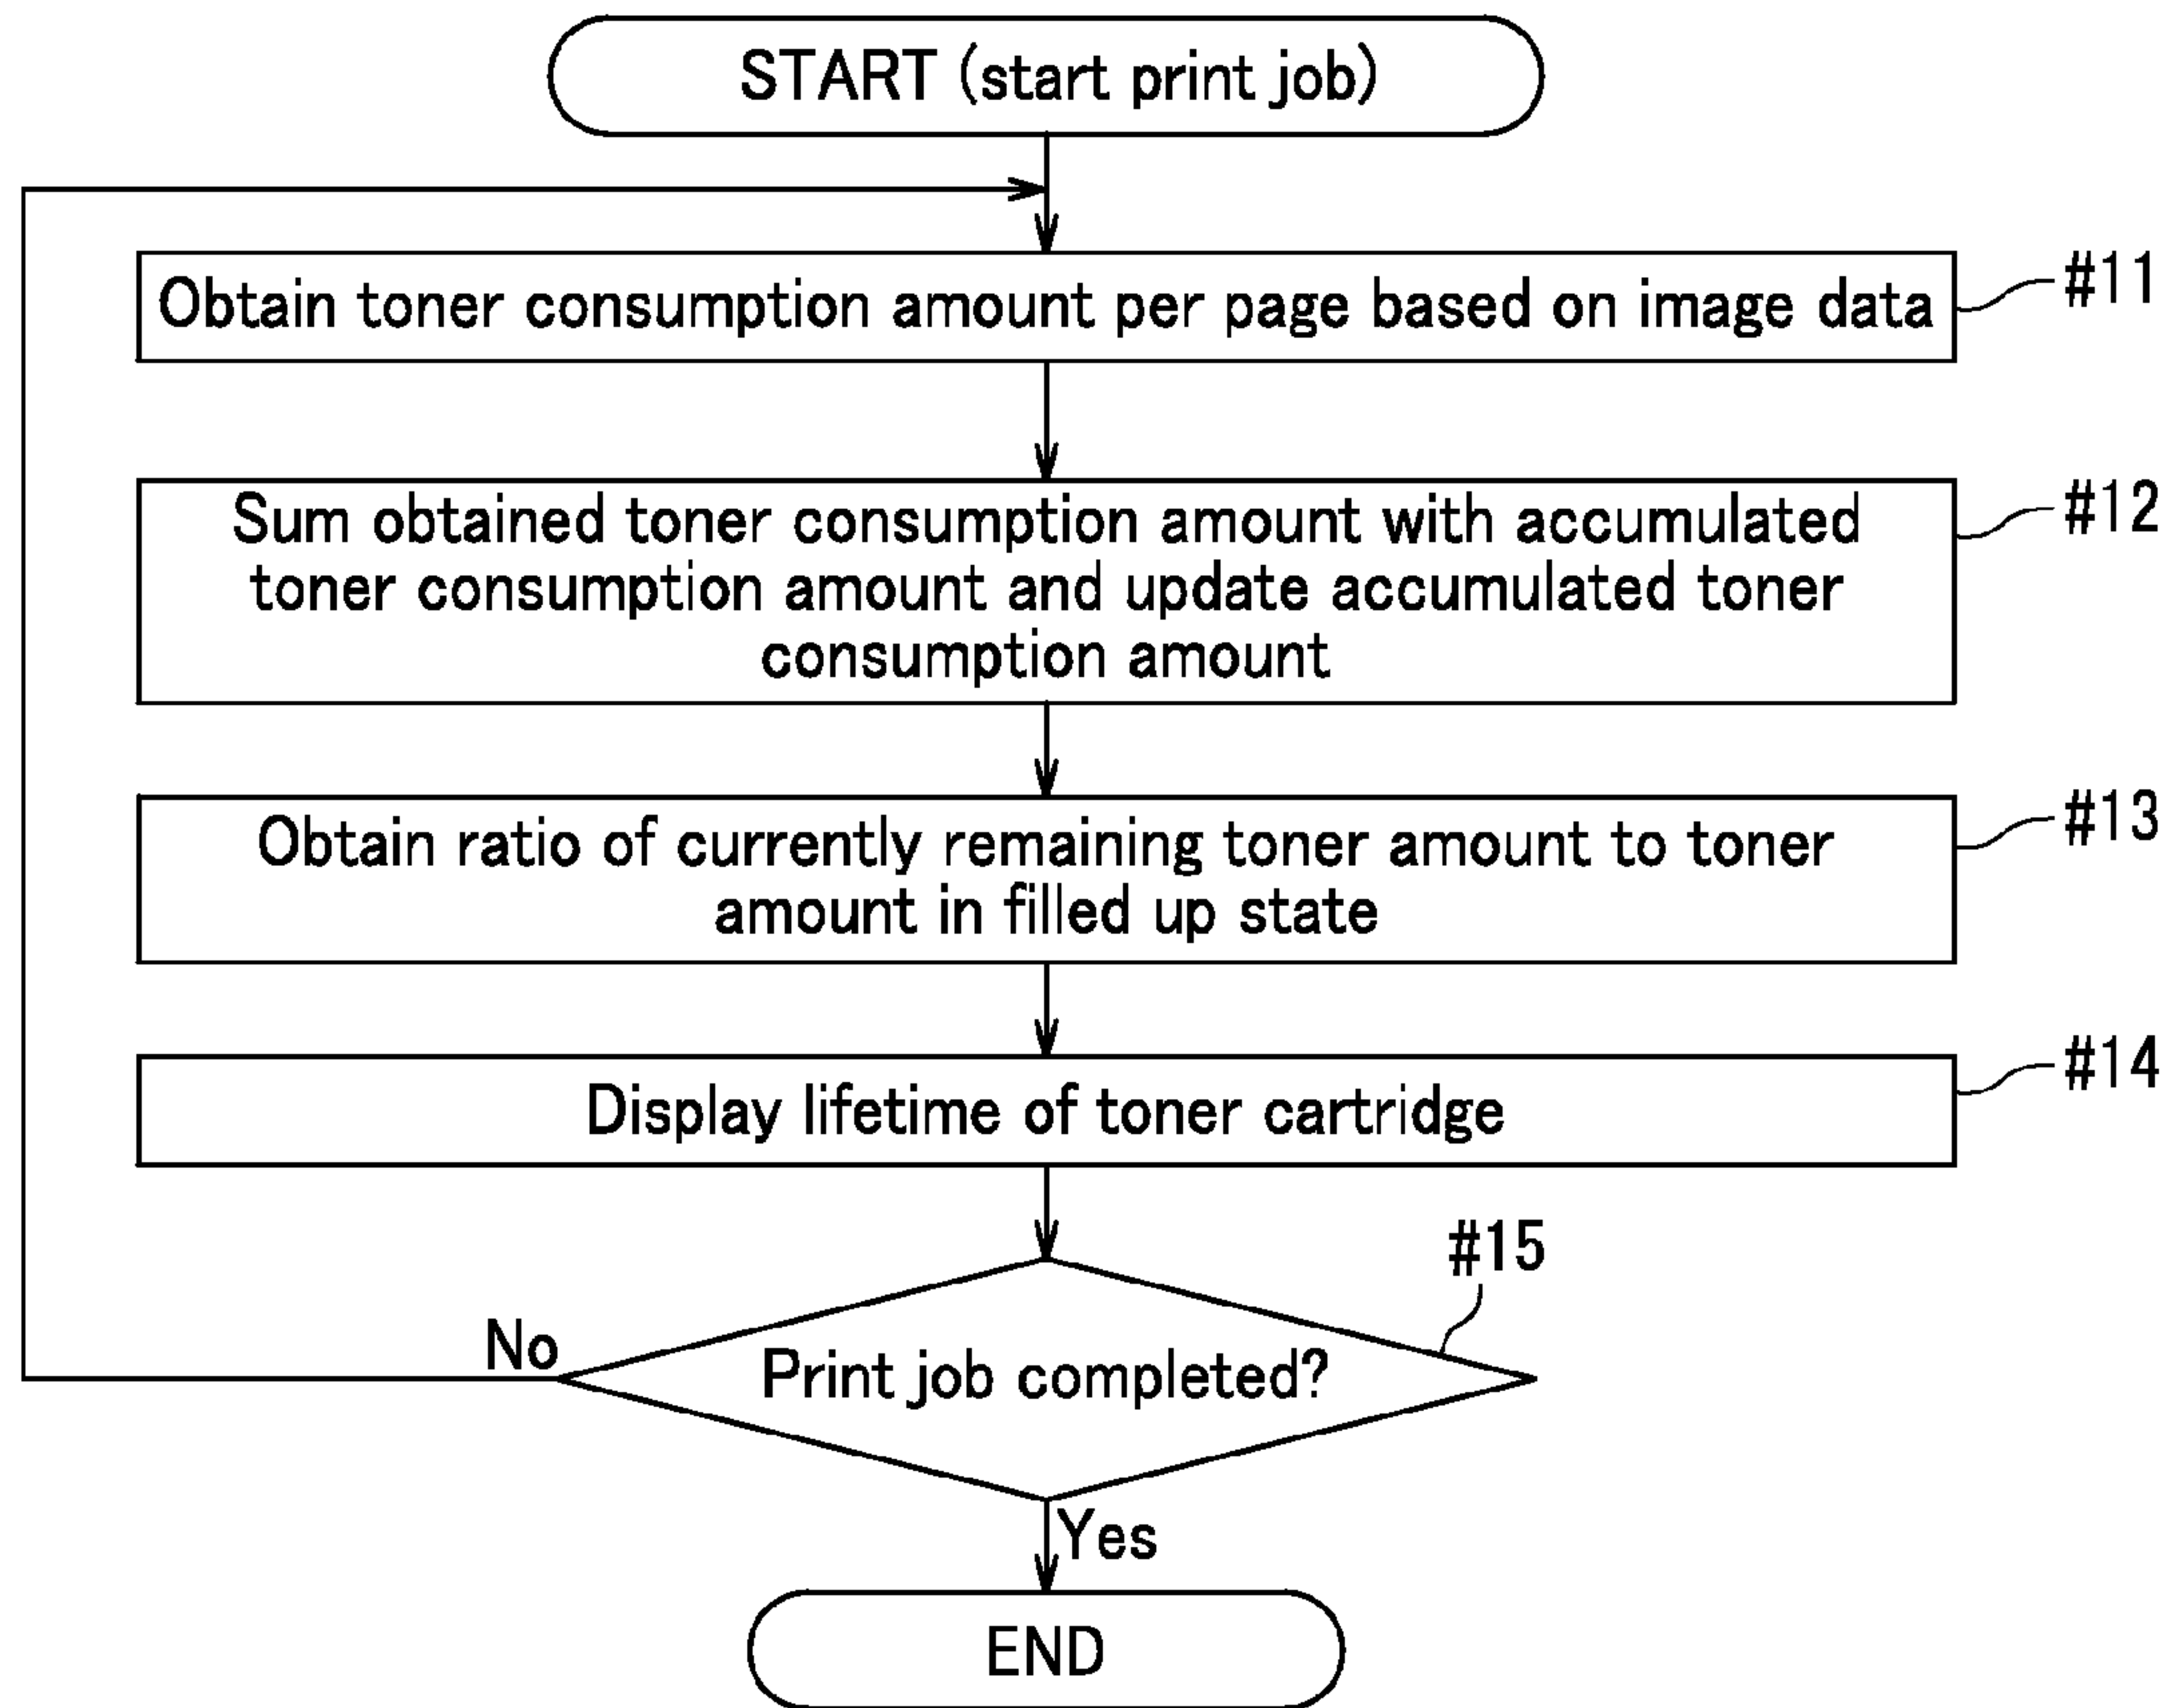 START (start print job)
Obtain toner consumption amount per page based on image data
#11
Sum obtained toner consumption amount with accumulated
toner consumption amount and update accumulated toner
consumption amount
#12
Obtain ratio of currently remaining toner amount to toner
amount in filled up state
#13
Display lifetime of toner cartridge
#14
#15
No
Print job completed?
Yes
END